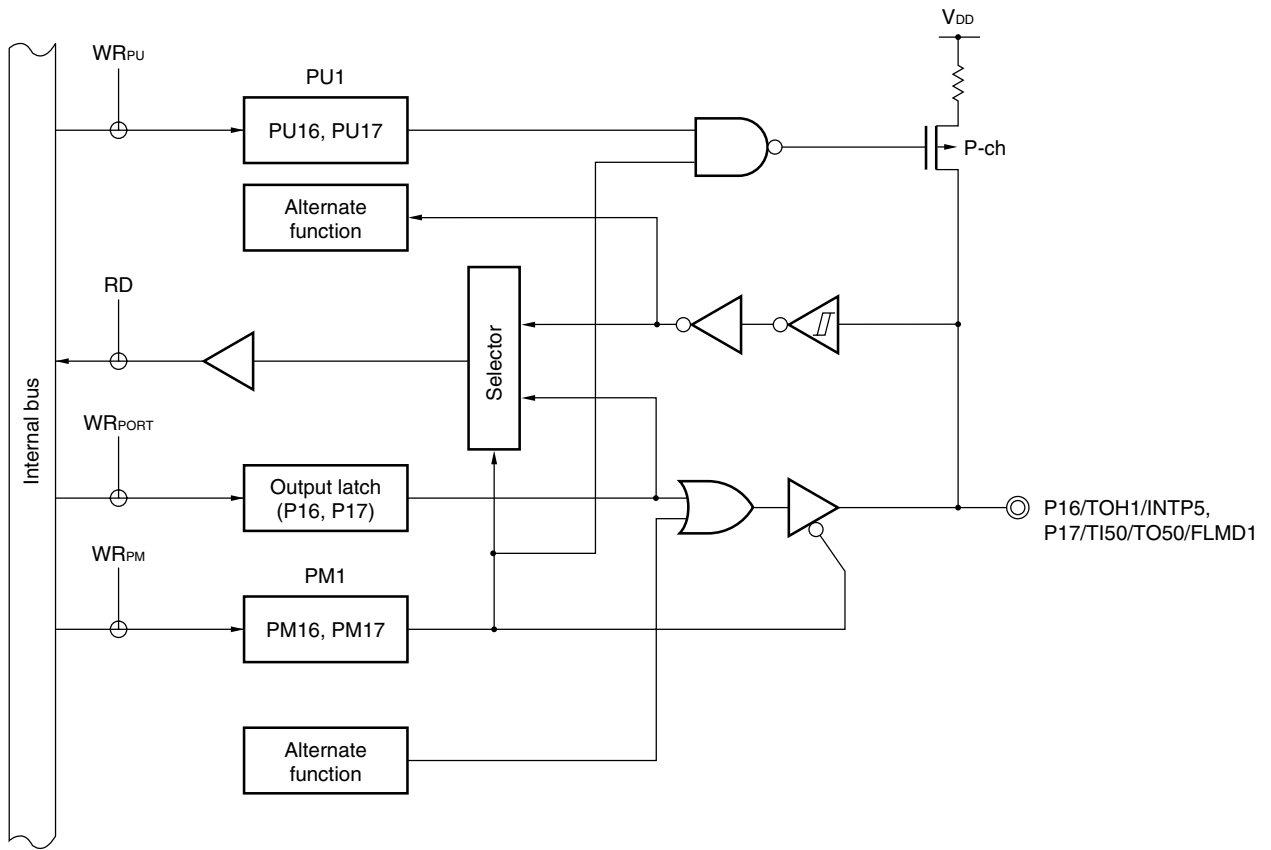 VDD
WRPU
PU1
PU16, PU17
P-ch
Alternate
function
RD
Selector
Internal bus
WRPORT
Output latch
(P16, P17)
P16/TOH1/INTP5,
P17/TI50/TO50/FLMD1
WRPM
PM1
PM16, PM17
Alternate
function